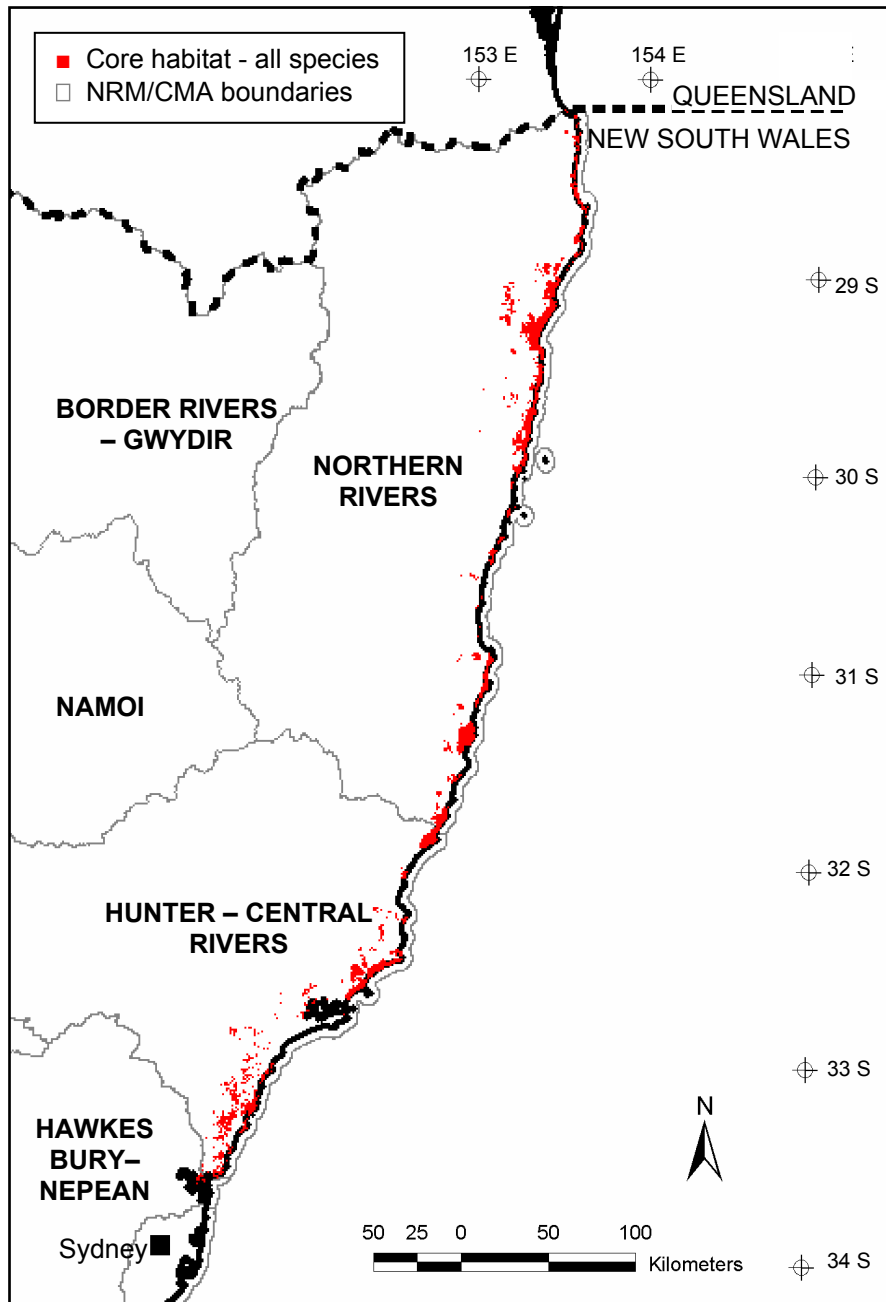 Core habitat - all species
NRM/CMA boundaries
153 E
154 E
QUEENSLAND
NEW SOUTH WALES
29 S
BORDER RIVERS
– GWYDIR
NORTHERN
RIVERS
30 S
NAMOI
31 S
32 S
HUNTER – CENTRAL
RIVERS
33 S
HAWKES
BURY–
NEPEAN
N
Sydney
50 25 0 50 100
Kilometers
34 S